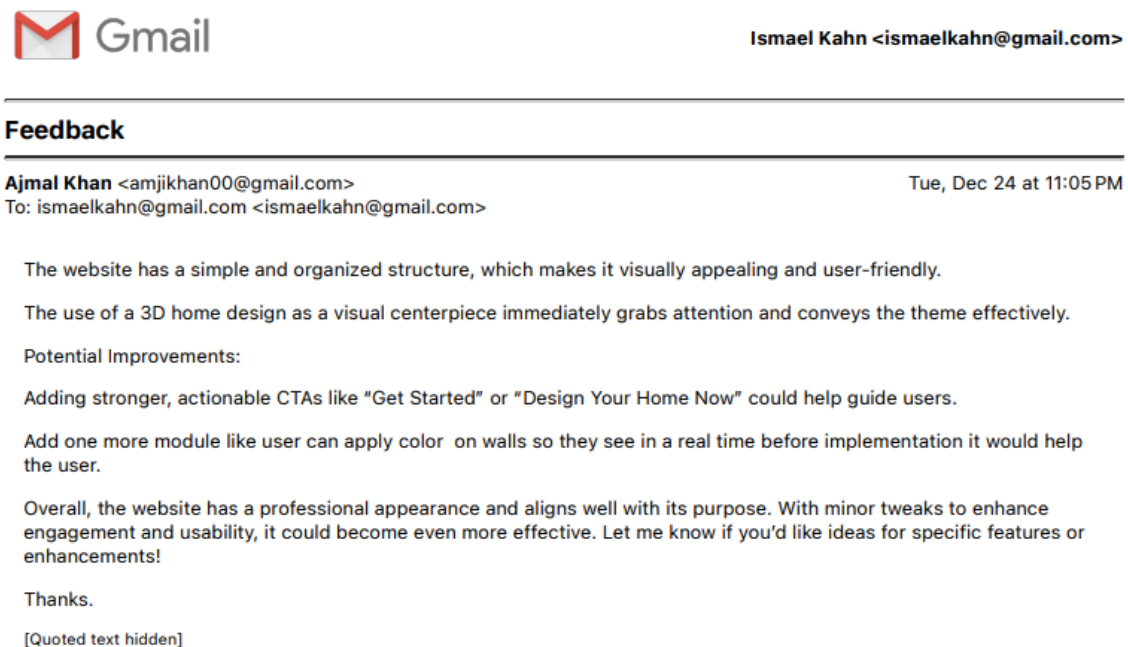 Gmail
Ismael Kahn <ismaelkahn@gmail.com>
Feedback
Ajmal Khan <amjikhan00@gmail.com>
Tue, Dec 24 at 11:05 PM
To: ismaelkahn@gmail.com <ismaelkahn@gmail.com>
The website has a simple and organized structure, which makes it visually appealing and user-friendly.
The use of a 3D home design as a visual centerpiece immediately grabs attention and conveys the theme effectively.
Potential Improvements:
Adding stronger, actionable CTAs like “Get Started” or “Design Your Home Now” could help guide users.
Add one more module like user can apply color  on walls so they see in a real time before implementation it would help
the user.
Overall, the website has a professional appearance and aligns well with its purpose. With minor tweaks to enhance
engagement and usability, it could become even more effective. Let me know if you’d like ideas for specific features or
enhancements!
Thanks.
[Quoted text hidden]